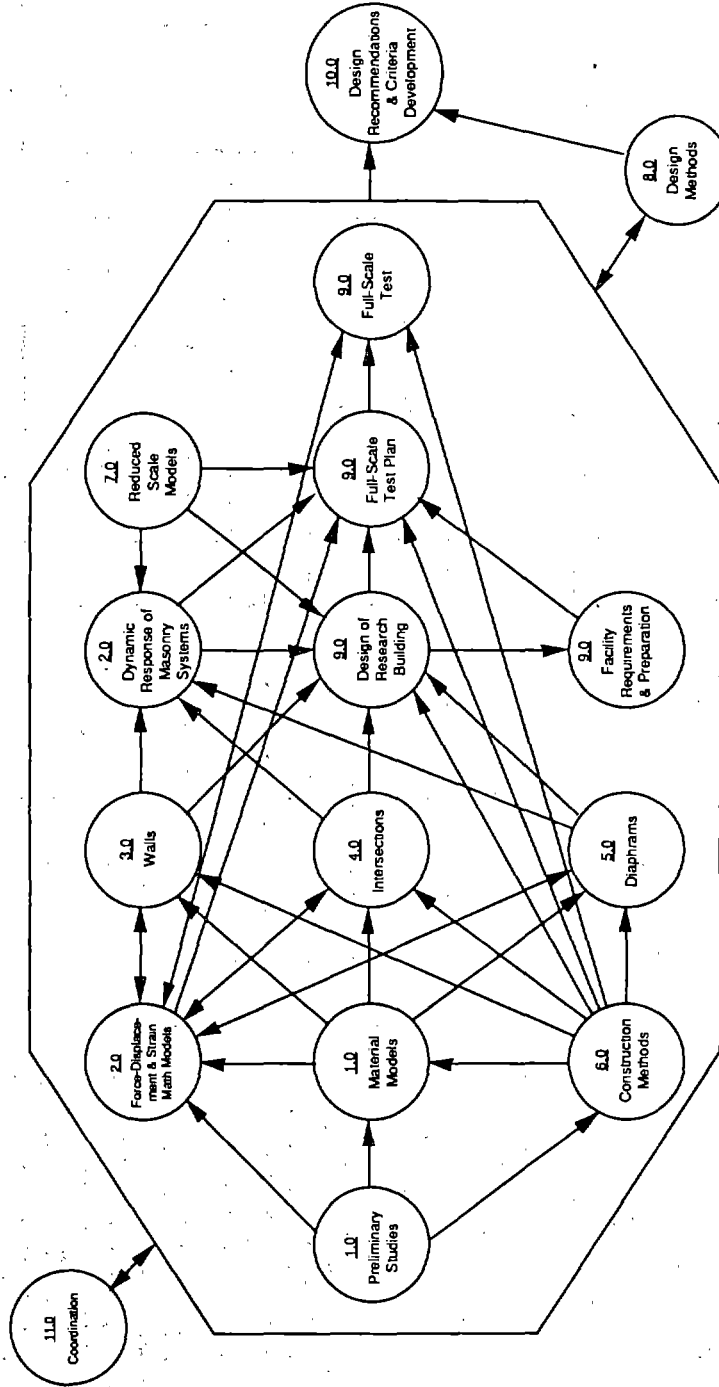 11.0
Coordination
2.0
Force-Displace-
ment & Strain
Math Models
3.0
Walls
2.0
Dynamic
Response of
Masonry
Systems
7.0
Reduced
Scale
Models
1.0
Preliminary
Studies
1.0
Material
Models
4.0
Intersections
9.0
Design of
Research
Building
9.0
Full-Scale
Test Plan
9.0
Full-Scale
Test
10.0
Design
Recommendations
& Criteria
Development
6.0
Construction
Methods
5.0
Diaphrams
9.0
Facility
Requirements
& Preparation
8.0
Design
Methods